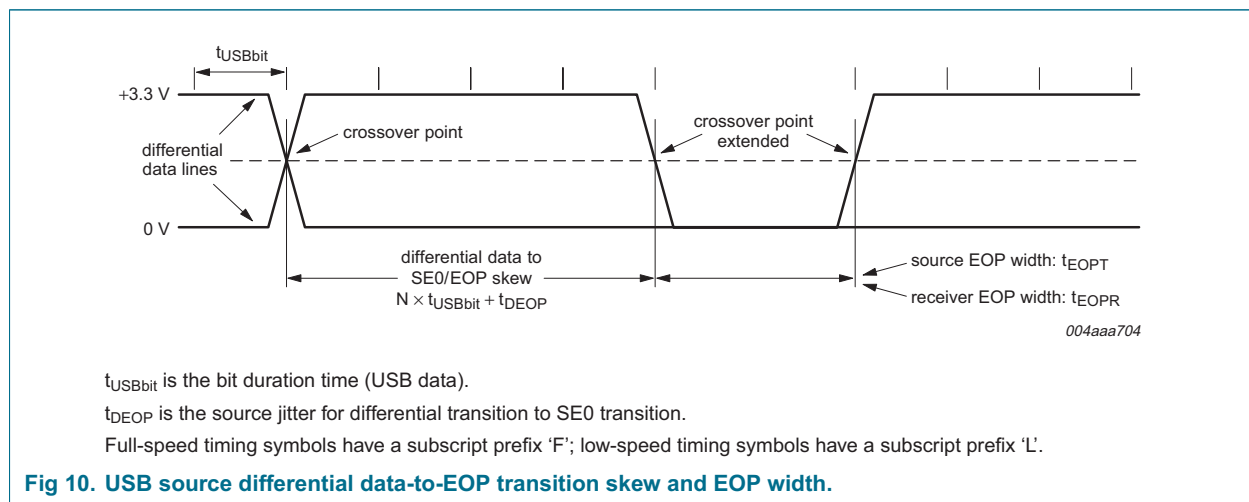 tUSBbit
+3.3 V
crossover point
crossover point
extended
differential
data lines
0 V
differential data to
SE0/EOP skew
N × tUSBbit + tDEOP
source EOP width: tEOPT
receiver EOP width: tEOPR
004aaa704
tUSBbit is the bit duration time (USB data).
tDEOP is the source jitter for differential transition to SE0 transition.
Full-speed timing symbols have a subscript prefix ‘F’; low-speed timing symbols have a subscript prefix ‘L’.
Fig 10. USB source differential data-to-EOP transition skew and EOP width.